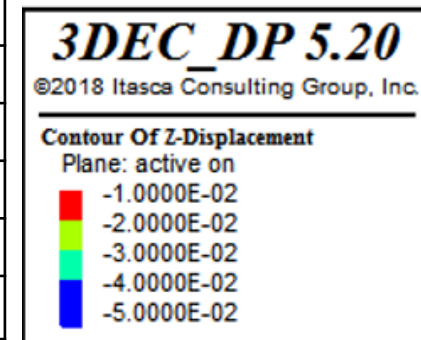 3DEC_DP 5.20
©2018 Itasca Consulting Group, Inc.
Contour Of Z-Displacement
Plane: active on
-1.0000E-02
-2.0000E-02
-3.0000E-02
-4.0000E-02
-5.0000E-02